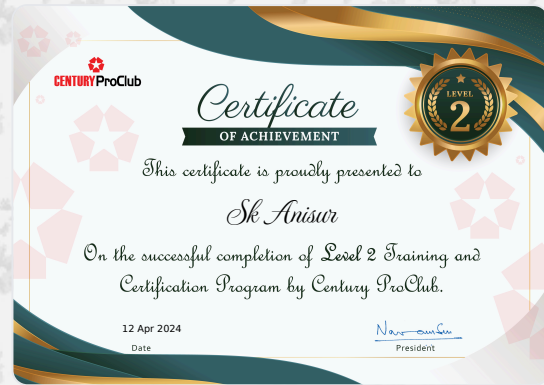 CENTURY ProClub
Certificate
OF ACHIEVEMENT
LEVEL
2
This certificate is proudly presented to
Sk Anisur
On the successful completion of Level 2 Training and
Certification Program by Century ProClub.
12 Apr 2024
Date
President